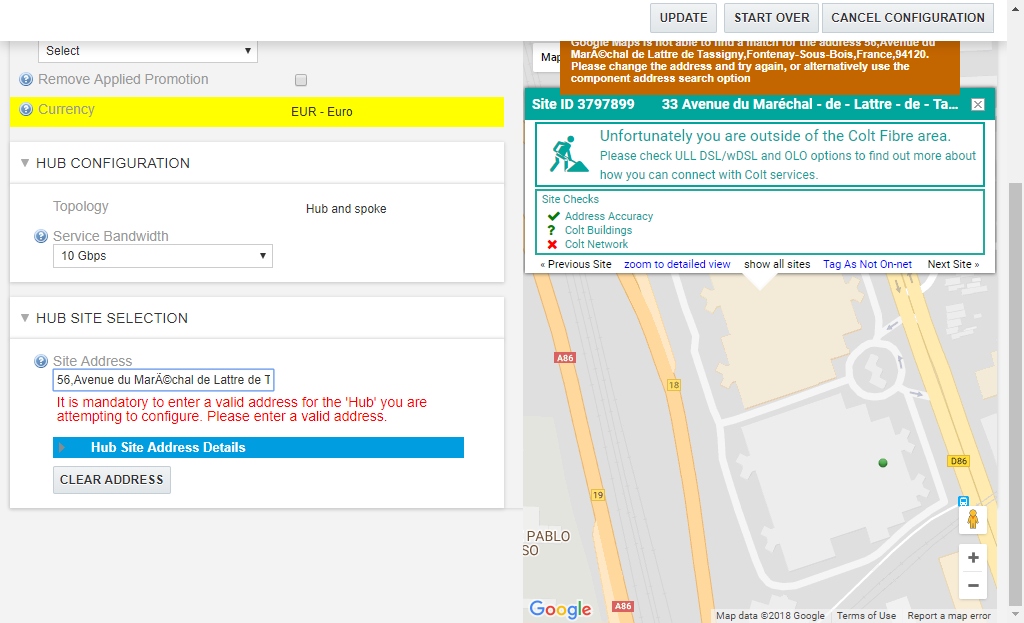 UPDATE START OVER CANCEL CONFIGURATION
Select
Remove Applied Promotion
Currency EUR - Euro
HUB CONFIGURATION
Topology Hub and spoke
Service Bandwidth
10 Gbps
HUB SITE SELECTION
Site Address
56,Avenue du MarÃ©chal de Lattre de T
It is mandatory to enter a valid address for the 'Hub' you are
attempting to configure. Please enter a valid address.
Hub Site Address Details
CLEAR ADDRESS
Map
Google Maps is not able to find a match for the address 56,Avenue du
MarÃ©chal de Lattre de Tassigny,Fontenay-Sous-Bois,France,94120.
Please change the address and try again, or alternatively use the
component address search option
Site ID 3797899 33 Avenue du Maréchal - de - Lattre - de - Ta...
Unfortunately you are outside of the Colt Fibre area.
Please check ULL DSL/wDSL and OLO options to find out more about
how you can connect with Colt services.
Site Checks
Address Accuracy
? Colt Buildings
Colt Network
« Previous Site zoom to detailed view show all sites Tag As Not On-net Next Site »
A86
18
D86
19
PABLO
SO
A86
Google
Map data ©2018 Google Terms of Use Report a map error